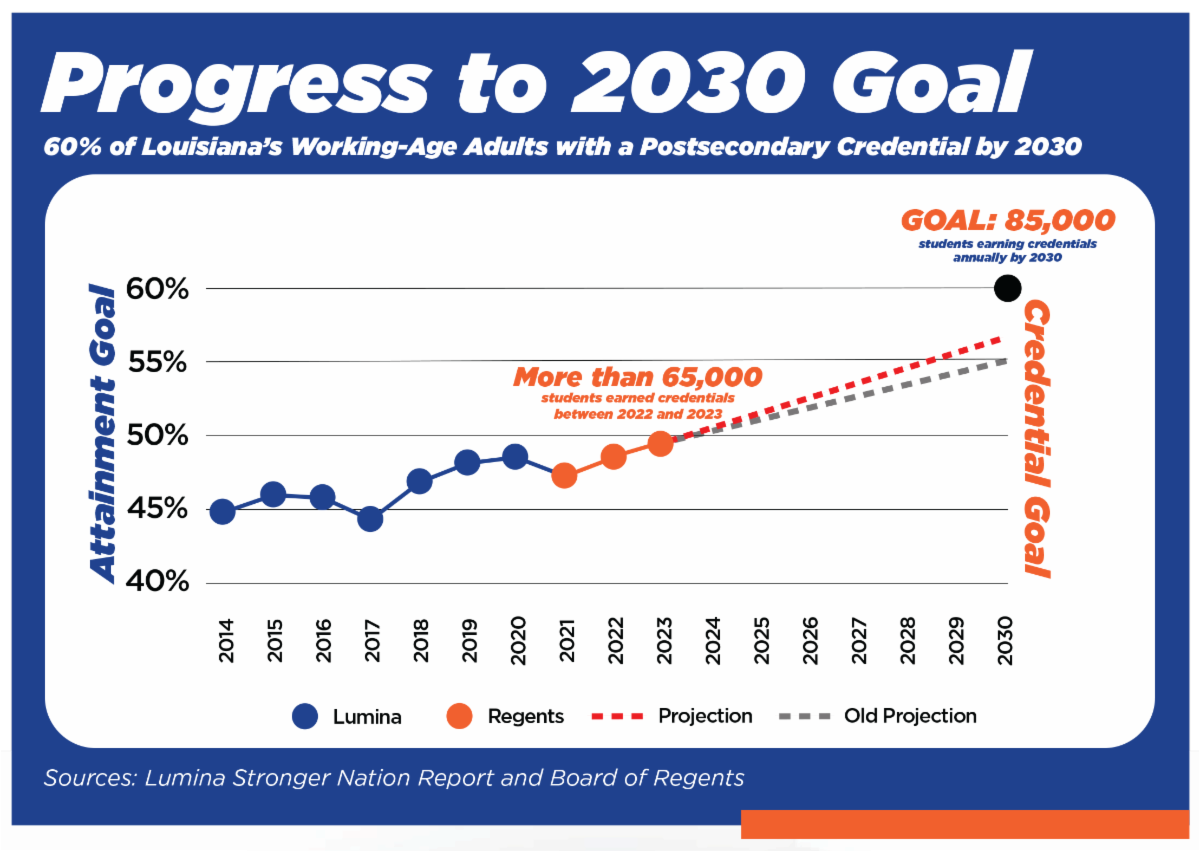 Progress to 2030 Goal
60% of Louisiana's Working-Age Adults with a Postsecondary Credential by 2030
GOAL: 85,000
students earning credentials
annually by 2030
Attainment Goal
60%
55%
50%
45%
40%
More than 65,000
students earned credentials
between 2022 and 2023
Credential Goal
2014
2015
2016
2017
2018
2019
2020
2021
2022
2023
2024
2025
2026
2027
2028
2029
2030
Lumina
Regents
Projection
Old Projection
Sources: Lumina Stronger Nation Report and Board of Regents